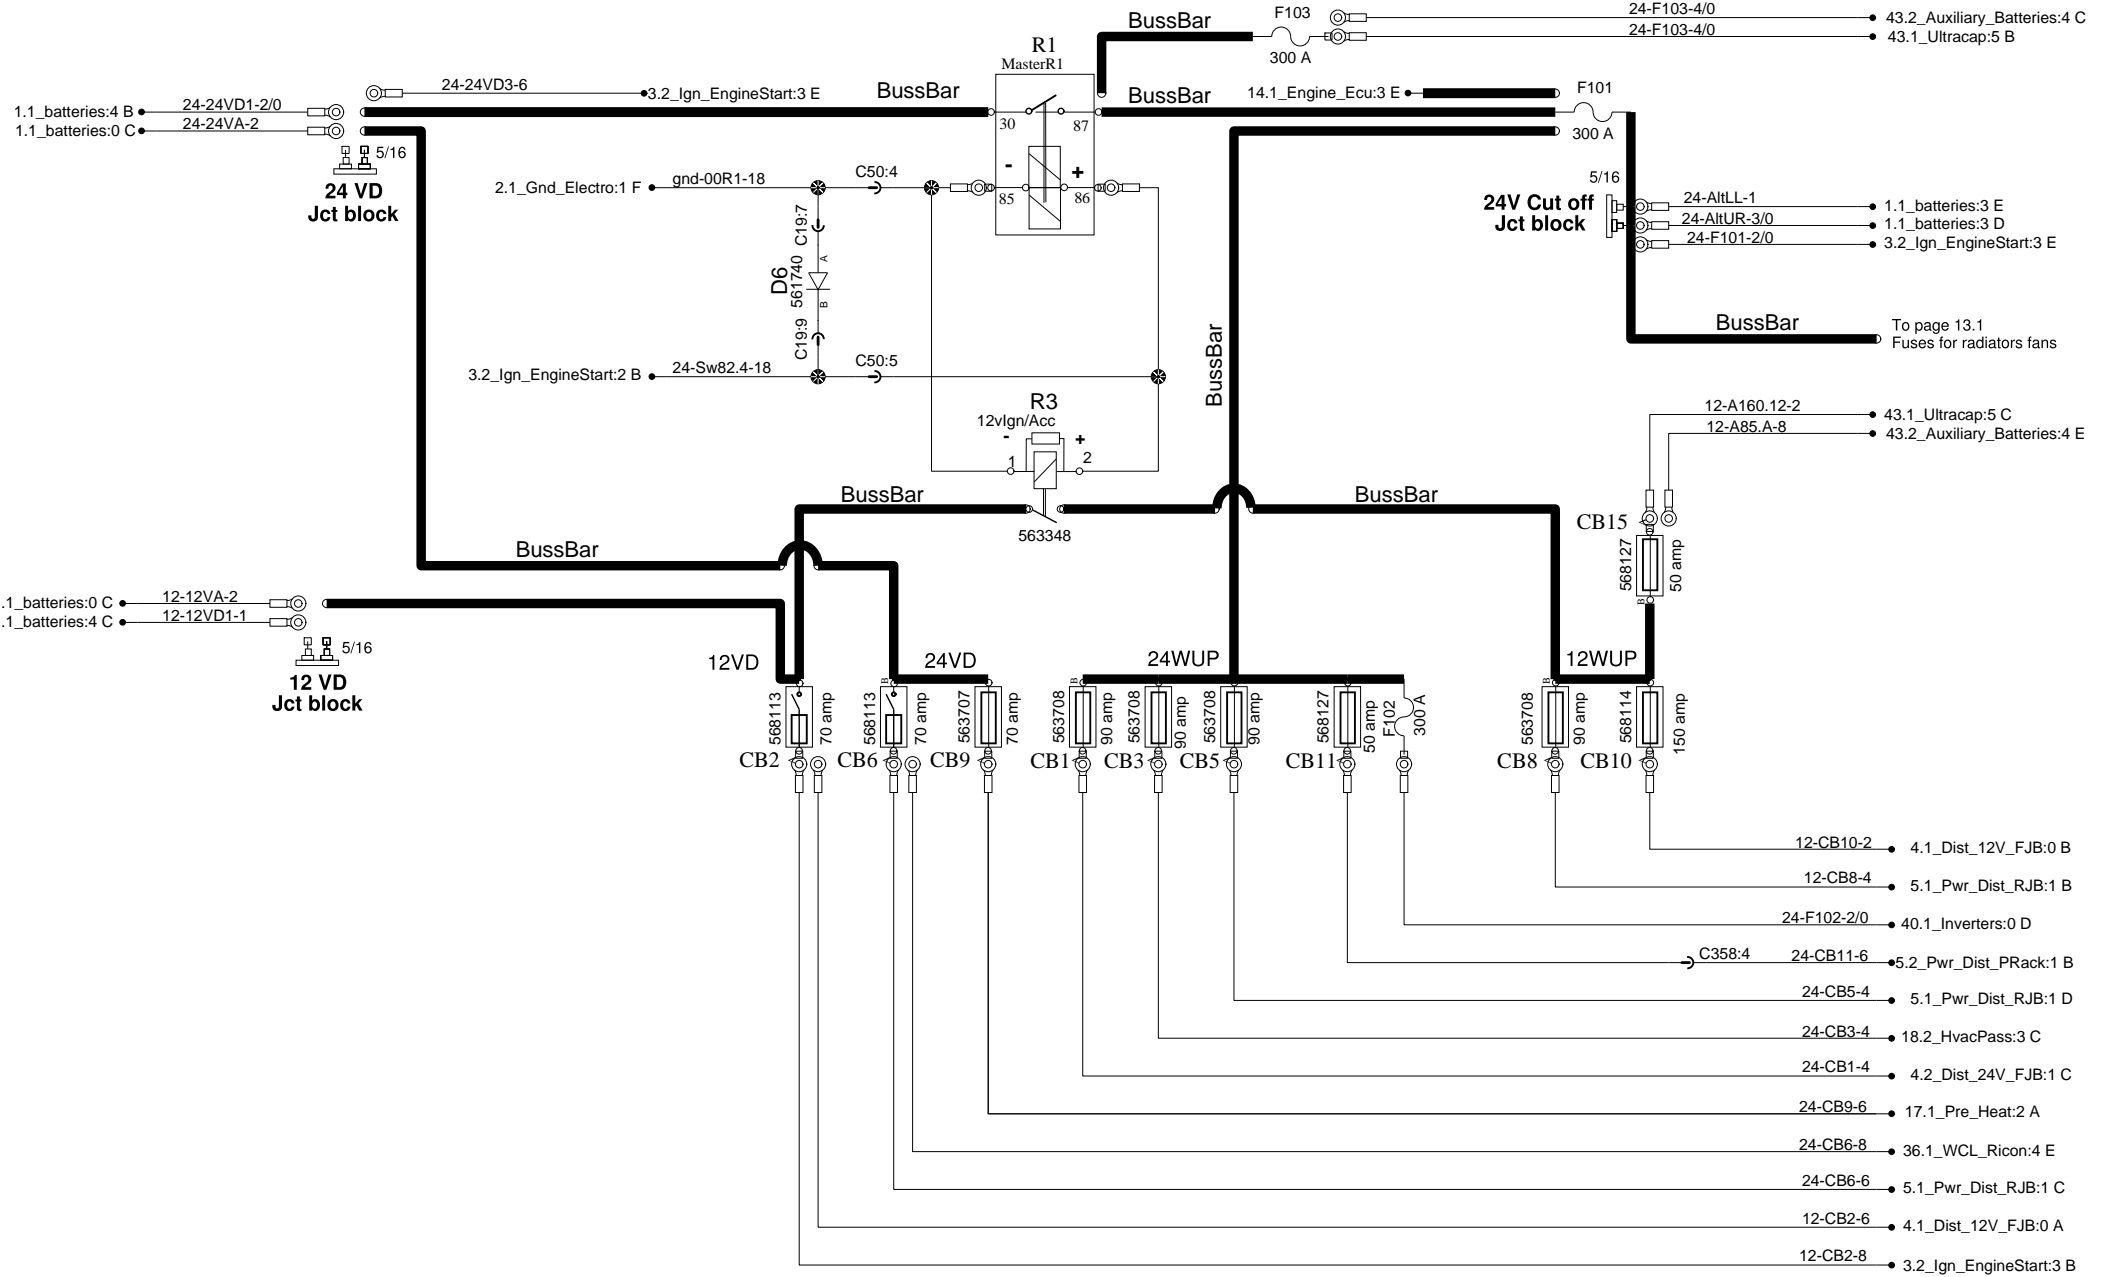 BussBar
F103
300 A
24-F103-4/0
43.2_Auxiliary_Batteries:4 C
24-F103-4/0
43.1_Ultracap:5 B
R1
MasterR1
24-24VD3-6
3.2_Ign_EngineStart:3 E
BussBar
BussBar
14.1_Engine_Ecu:3 E
F101
300 A
1.1_batteries:4 B
24-24VD1-2/0
1.1_batteries:0 C
24-24VA-2
30
87
5/16
24 VD
Jct block
2.1_Gnd_Electro:1 F
gnd-00R1-18
C50:4
-
+
85
86
5/16
24V Cut off
Jct block
24-AltLL-1
1.1_batteries:3 E
24-AltUR-3/0
1.1_batteries:3 D
24-F101-2/0
3.2_Ign_EngineStart:3 E
C19:7
A
D6
561740
B
C19:9
BussBar
BussBar
To page 13.1
Fuses for radiators fans
3.2_Ign_EngineStart:2 B
24-Sw82.4-18
C50:5
R3
12vIgn/Acc
-
+
1
2
12-A160.12-2
43.1_Ultracap:5 C
12-A85.A-8
43.2_Auxiliary_Batteries:4 E
BussBar
BussBar
563348
CB15
568127
50 amp
B
BussBar
.1_batteries:0 C
12-12VA-2
.1_batteries:4 C
12-12VD1-1
5/16
12 VD
Jct block
12VD
24VD
24WUP
12WUP
568113
70 amp
CB2
B
568113
70 amp
CB6
563707
70 amp
CB9
B
563708
90 amp
CB1
563708
90 amp
CB3
563708
90 amp
CB5
568127
50 amp
CB11
F102
300 A
B
563708
90 amp
CB8
568114
150 amp
CB10
12-CB10-2
4.1_Dist_12V_FJB:0 B
12-CB8-4
5.1_Pwr_Dist_RJB:1 B
24-F102-2/0
40.1_Inverters:0 D
C358:4
24-CB11-6
5.2_Pwr_Dist_PRack:1 B
24-CB5-4
5.1_Pwr_Dist_RJB:1 D
24-CB3-4
18.2_HvacPass:3 C
24-CB1-4
4.2_Dist_24V_FJB:1 C
24-CB9-6
17.1_Pre_Heat:2 A
24-CB6-8
36.1_WCL_Ricon:4 E
24-CB6-6
5.1_Pwr_Dist_RJB:1 C
12-CB2-6
4.1_Dist_12V_FJB:0 A
12-CB2-8
3.2_Ign_EngineStart:3 B